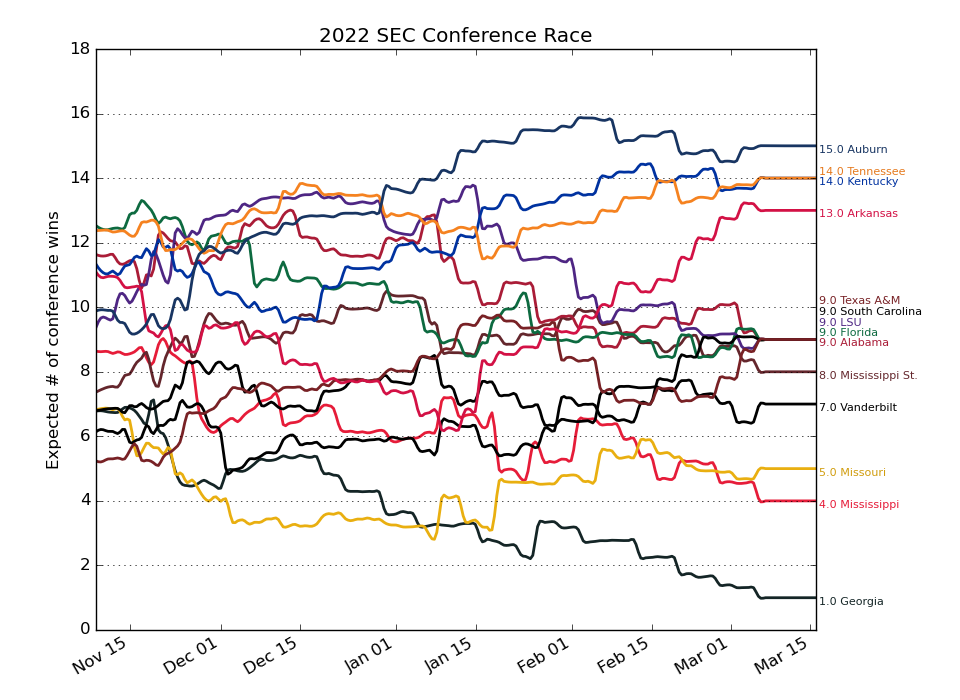 2022 SEC Conference Race
Expected # of conference wins
18
16
14
12
10
8
6
4
2
0
15.0 Auburn
14.0 Tennessee
14.0 Kentucky
13.0 Arkansas
9.0 Texas A&M
9.0 South Carolina
9.0 LSU
9.0 Florida
9.0 Alabama
8.0 Mississippi St.
7.0 Vanderbilt
5.0 Missouri
4.0 Mississippi
1.0 Georgia
Nov 15
Dec 01
Dec 15
Jan 01
Jan 15
Feb 01
Feb 15
Mar 01
Mar 15